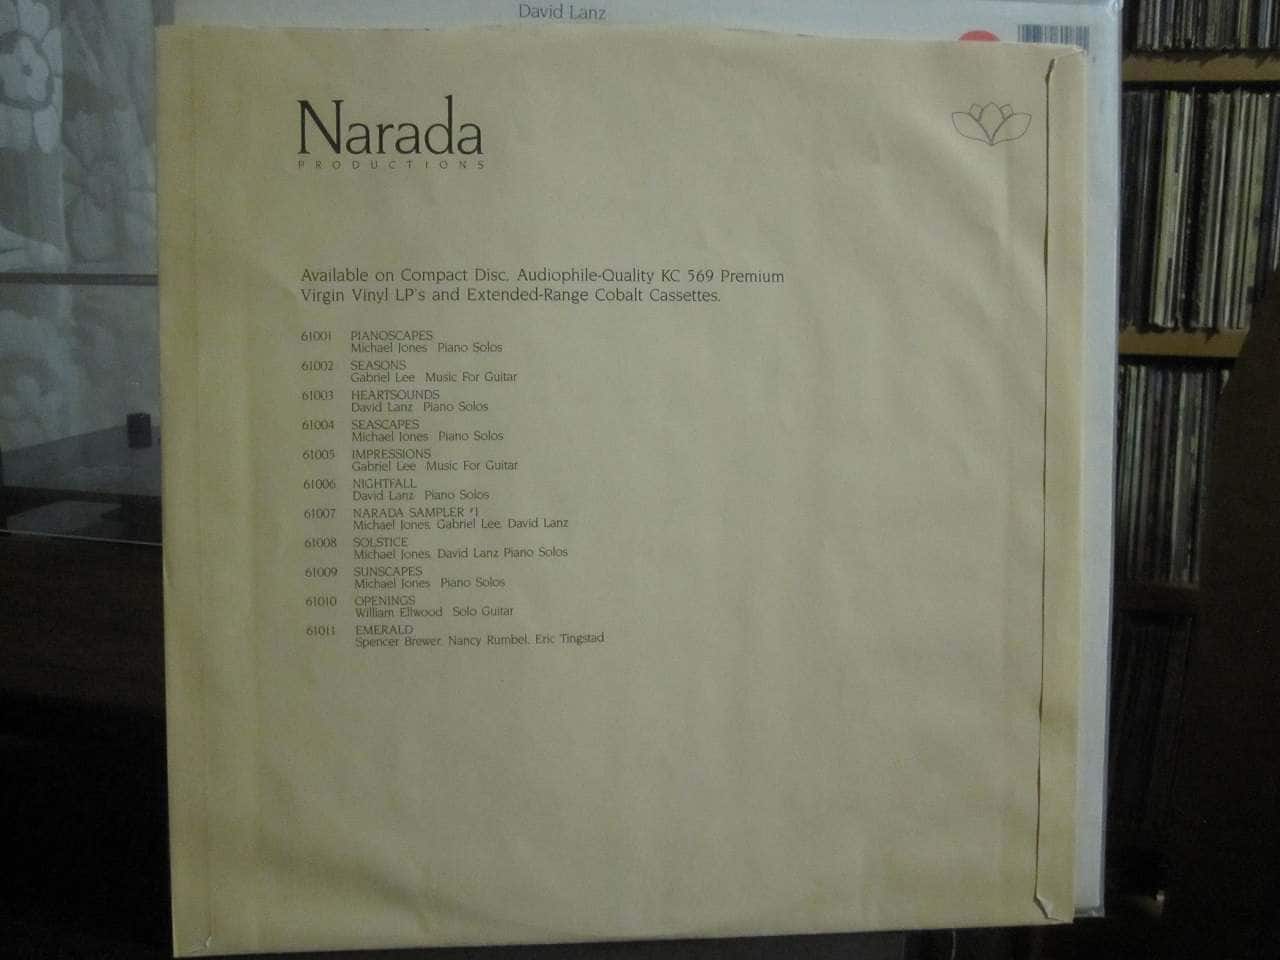 David Lanz
Narada
PRODUCTIONS
Available on Compact Disc, Audiophile-Quality KC 569 Premium
Virgin Vinyl LP's and Extended-Range Cobalt Cassettes.
61001 PIANOSCAPES
Michael Jones Piano Solos
61002 SEASONS
Gabriel Lee Music For Guitar
61003 HEARTSOUNDS
David Lanz Piano Solos
61004 SEASCAPES
Michael Jones Piano Solos
61005 IMPRESSIONS
Gabriel Lee Music For Guitar
61006 NIGHTFALL
David Lanz Piano Solos
61007 NARADA SAMPLER #1
Michael Jones, Gabriel Lee, David Lanz
61008 SOLSTICE
Michael Jones, David Lanz Piano Solos
61009 SUNSCAPES
Michael Jones Piano Solos
61010 OPENINGS
William Ellwood Solo Guitar
61011 EMERALD
Spencer Brewer, Nancy Rumbel, Eric Tingstad